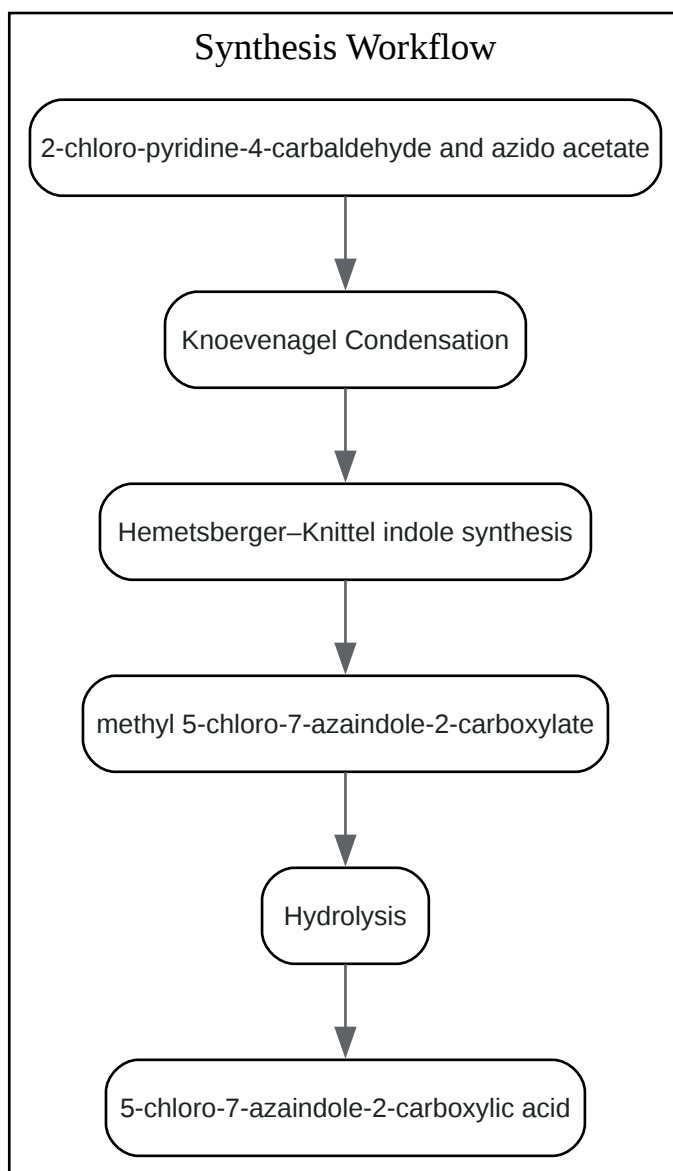 Synthesis Workflow
2-chloro-pyridine-4-carbaldehyde and azido acetate
Knoevenagel Condensation
Hemetsberger–Knittel indole synthesis
methyl 5-chloro-7-azaindole-2-carboxylate
Hydrolysis
5-chloro-7-azaindole-2-carboxylic acid